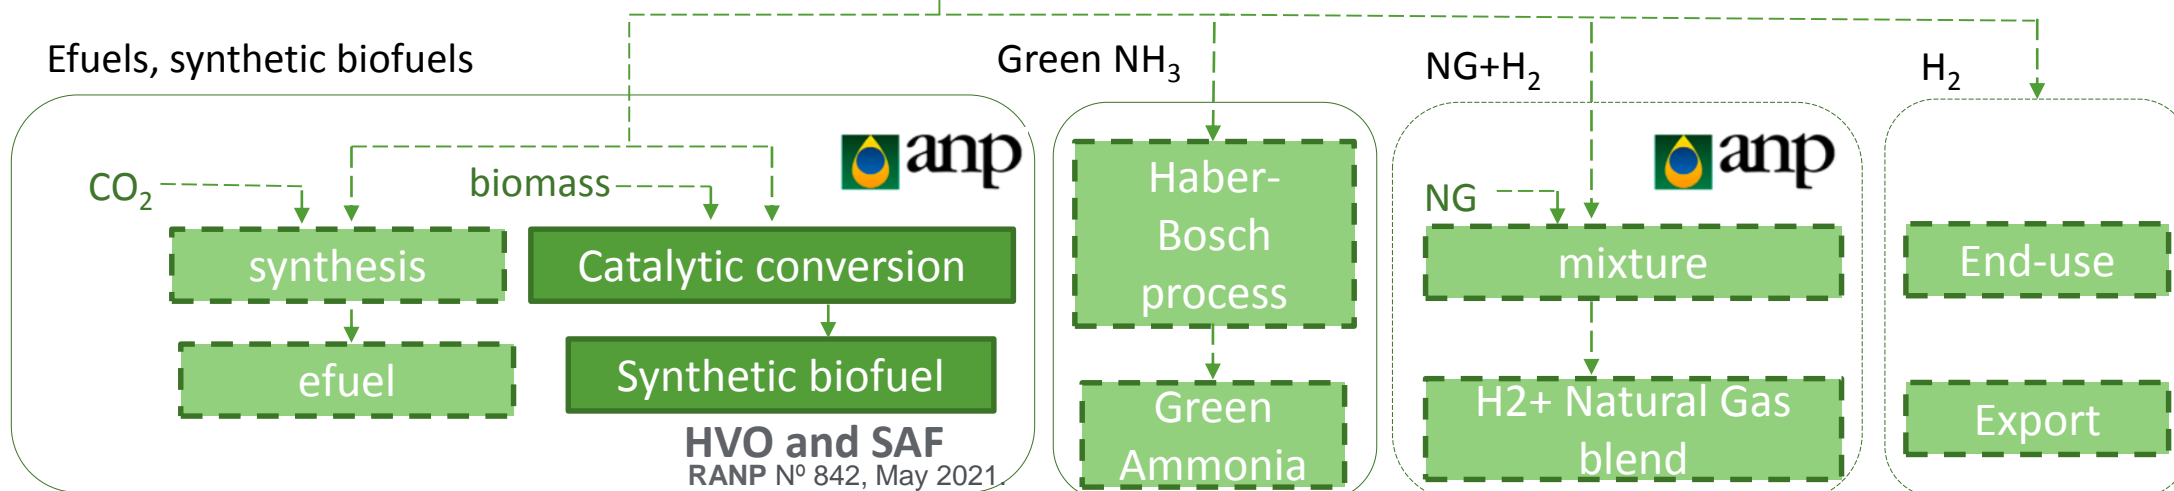 Efuels, synthetic biofuels
anp
CO₂
biomass
synthesis
Catalytic conversion
efuel
Synthetic biofuel
HVO and SAF
RANP Nº 842, May 2021.
Green NH₃
Haber-
Bosch
process
Green
Ammonia
NG+H₂
anp
NG
mixture
H2+ Natural Gas
blend
H₂
End-use
Export